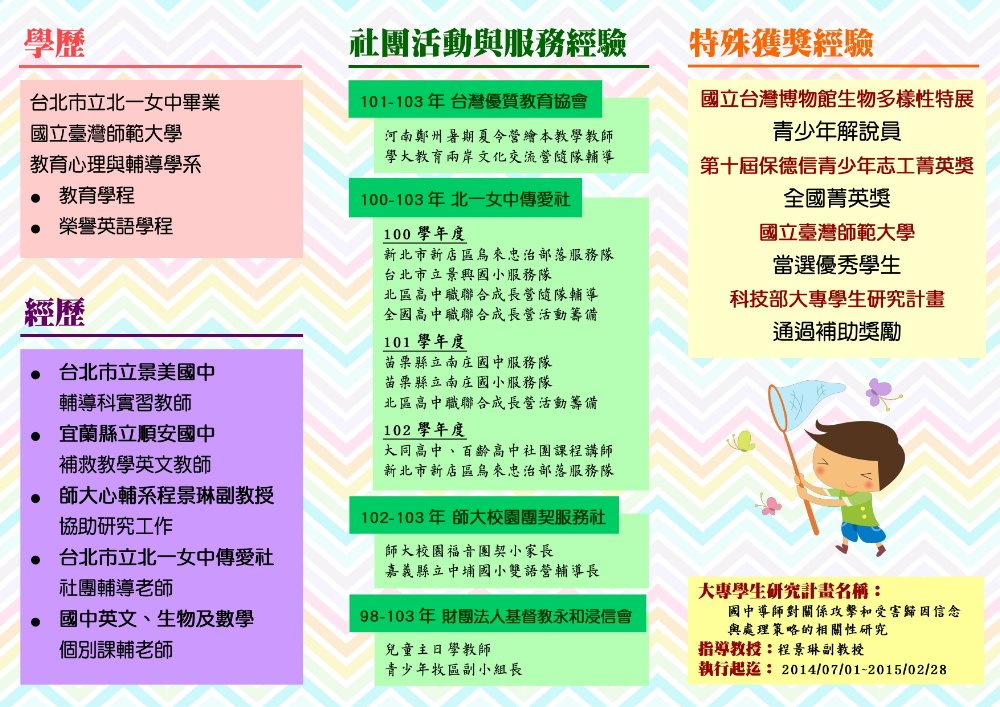 學歷
台北市立北一女中畢業
國立臺灣師範大學
教育心理與輔導學系
● 教育學程
● 榮譽英語學程
經歷
● 台北市立景美國中
輔導科實習教師
● 宜蘭縣立順安國中
補救教學英文教師
● 師大心輔系程景琳副教授
協助研究工作
● 台北市立北一女中傳愛社
社團輔導老師
● 國中英文、生物及數學
個別課輔老師
社團活動與服務經驗
101-103 年 台灣優質教育協會
河南鄭州暑期夏令營繪本教學教師
學大教育兩岸文化交流營隨隊輔導
100-103 年 北一女中傳愛社
100 學年度
新北市新店區烏來忠治部落服務隊
台北市立景興國小服務隊
北區高中職聯合成長營隨隊輔導
全國高中職聯合成長營活動籌備
101 學年度
苗栗縣立南庄國中服務隊
苗栗縣立南庄國小服務隊
北區高中職聯合成長營活動籌備
102 學年度
大同高中、百齡高中社團課程講師
新北市新店區烏來忠治部落服務隊
102-103 年 師大校園團契服務社
師大校園福音團契小家長
嘉義縣立中埔國小雙語營輔導長
98-103 年 財團法人基督教永和浸信會
兒童主日學教師
青少年牧區副小組長
特殊獲獎經驗
國立台灣博物館生物多樣性特展
青少年解說員
第十屆保德信青少年志工菁英獎
全國菁英獎
國立臺灣師範大學
當選優秀學生
科技部大專學生研究計畫
通過補助獎勵
大專學生研究計畫名稱：
國中導師對關係攻擊和受害歸因信念
與處理策略的相關性研究
指導教授：程景琳副教授
執行起迄： 2014/07/01~2015/02/28